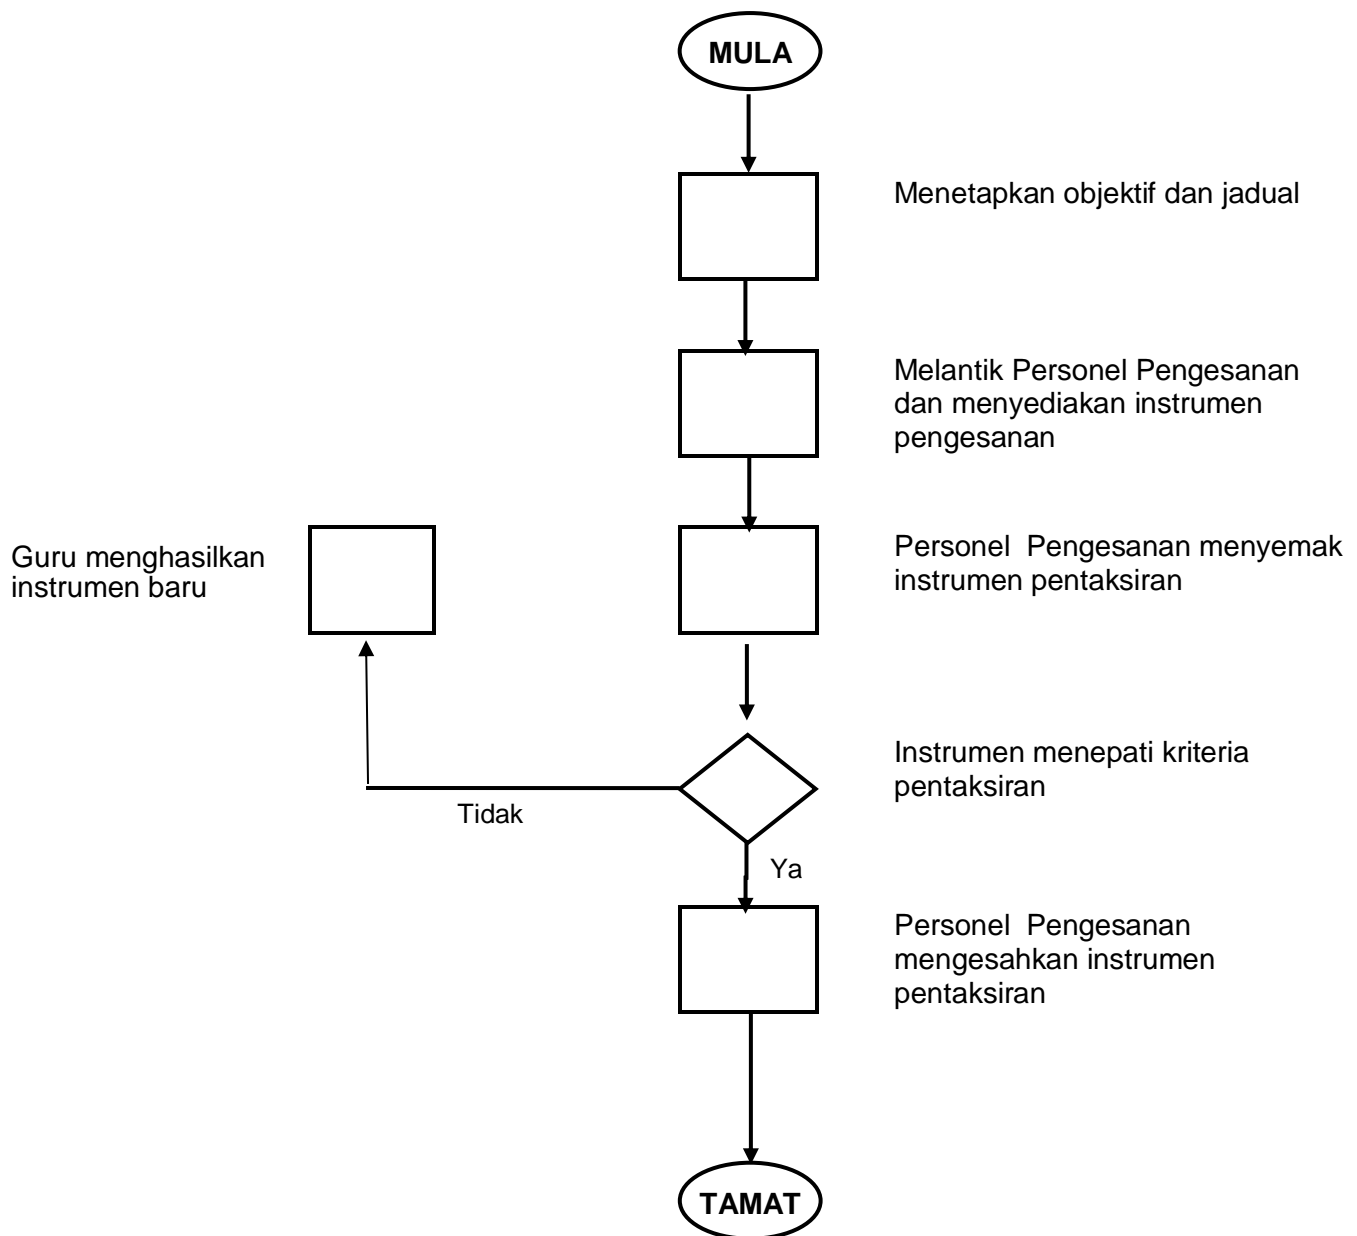 MULA
Menetapkan objektif dan jadual
Melantik Personel Pengesanan
dan menyediakan instrumen
pengesanan
Guru menghasilkan
instrumen baru
Personel  Pengesanan menyemak
instrumen pentaksiran
Instrumen menepati kriteria
pentaksiran
Tidak
Ya
Personel  Pengesanan
mengesahkan instrumen
pentaksiran
TAMAT